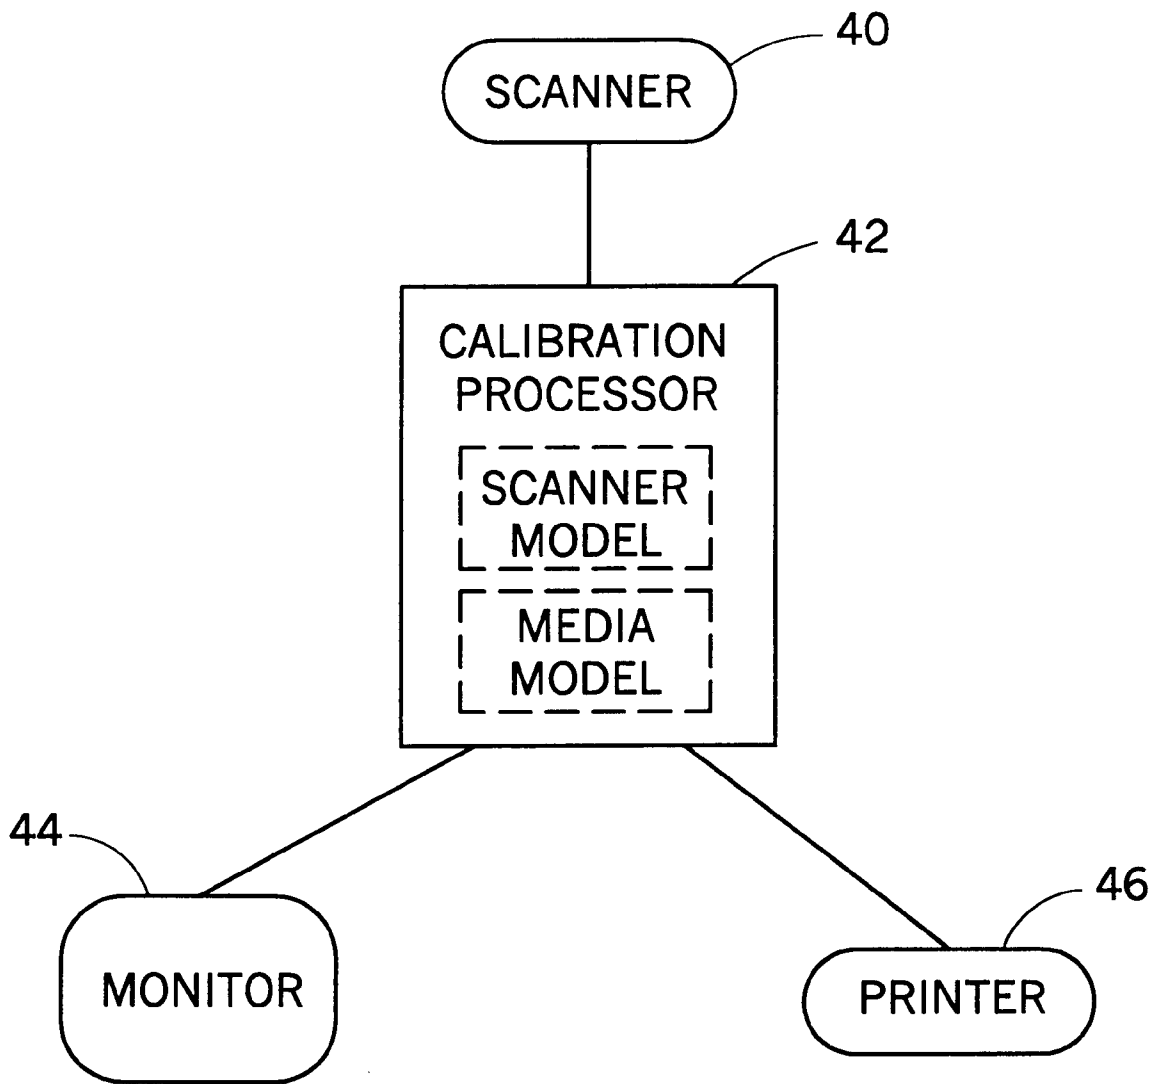 40
SCANNER
42
CALIBRATION
PROCESSOR
SCANNER
MODEL
MEDIA
MODEL
44
46
MONITOR
PRINTER